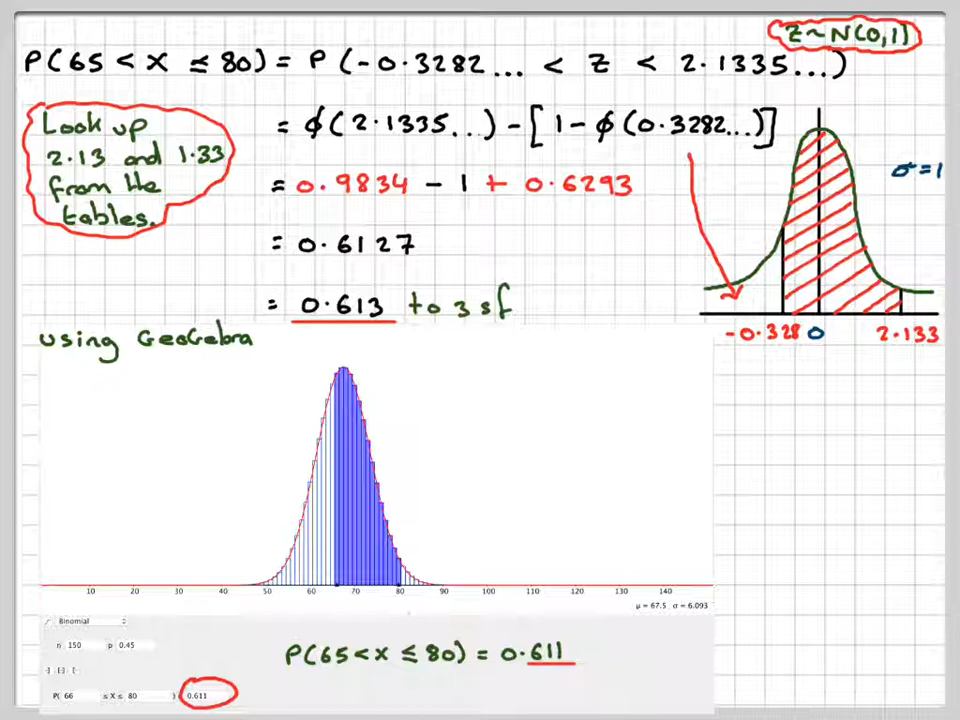 Z~N(0,1)
P(65 < X ≤ 80) = P(-0.3282... < Z < 2.1335...)
= ϕ(2.1335...) - [1 - ϕ(0.3282...)]
Look up
2.13 and 1.33
from the
tables.
= 0.9834 - 1 + 0.6293
= 0.6127
= 0.613 to 3 sf
σ=1
-0.328 0 2.133
using GeoGebra
10 20 30 40 50 60 70 80 90 100 110 120 130 140
μ = 67.5 σ = 6.093
Binomial
n 150 p 0.45
P(65 < X ≤ 80) = 0.611
P( 66 ≤ X ≤ 80 ) 0.611